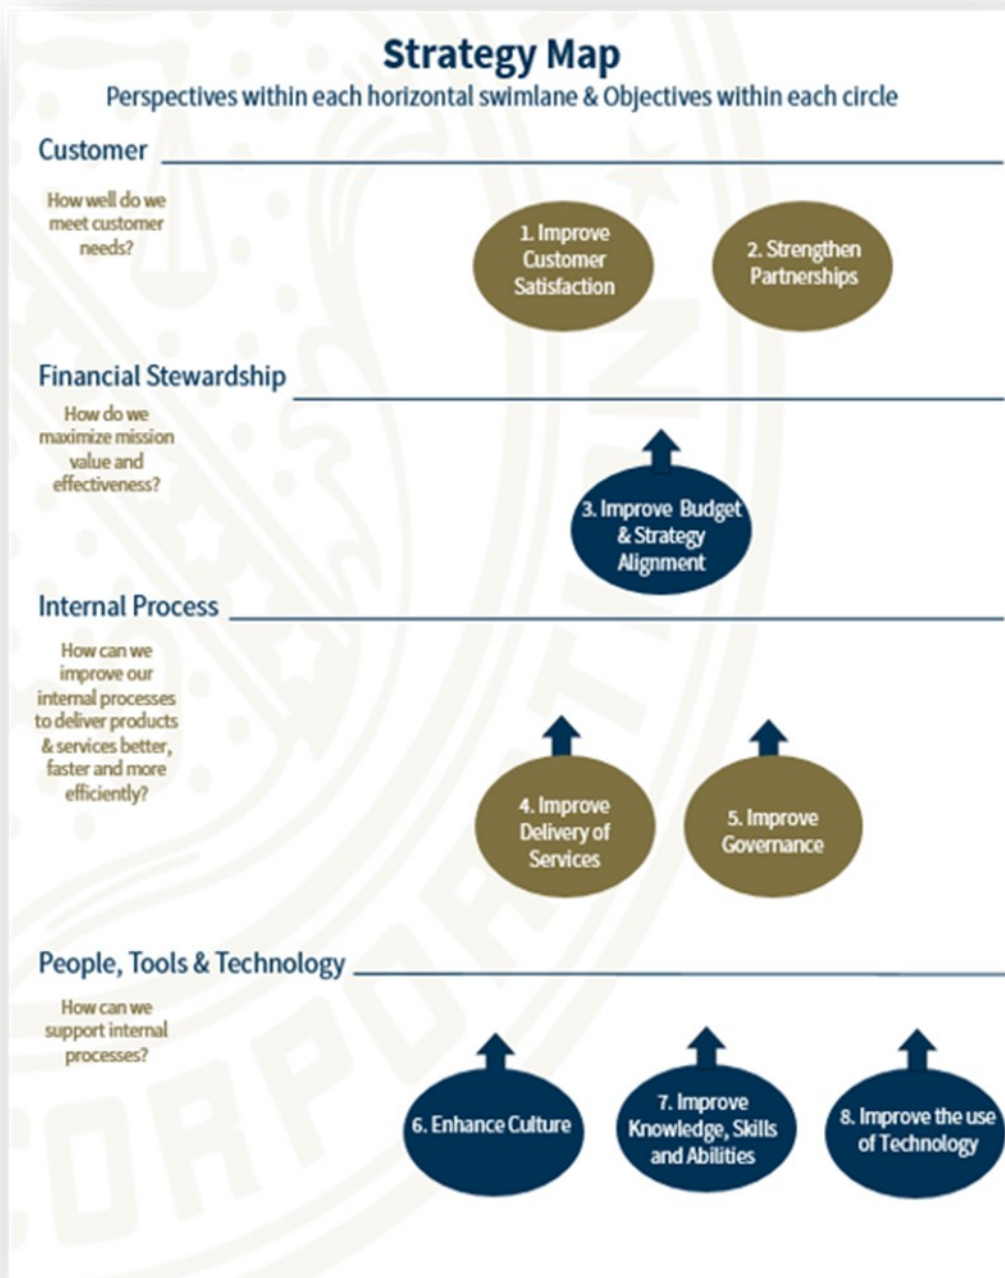 Strategy Map
Perspectives within each horizontal swimlane & Objectives within each circle
Customer
How well do we
meet customer
needs?
1. Improve
Customer
Satisfaction
2. Strengthen
Partnerships
Financial Stewardship
How do we
maximize mission
value and
effectiveness?
3. Improve Budget
& Strategy
Alignment
Internal Process
How can we
improve our
internal processes
to deliver products
& services better,
faster and more
efficiently?
4. Improve
Delivery of
Services
5. Improve
Governance
People, Tools & Technology
How can we
support internal
processes?
6. Enhance Culture
7. Improve
Knowledge, Skills
and Abilities
8. Improve the use
of Technology